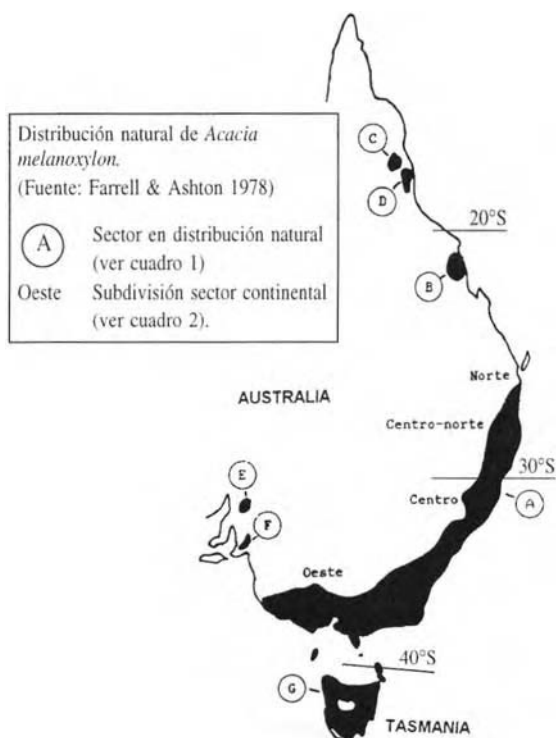 Distribución natural de Acacia
melanoxylon.
(Fuente: Farrell & Ashton 1978)
A Sector en distribución natural
(ver cuadro 1)
Oeste Subdivisión sector continental
(ver cuadro 2).
C
D
20°S
B
Norte
AUSTRALIA
Centro-norte
30°S
E
Centro
A
F
Oeste
40°S
G
TASMANIA